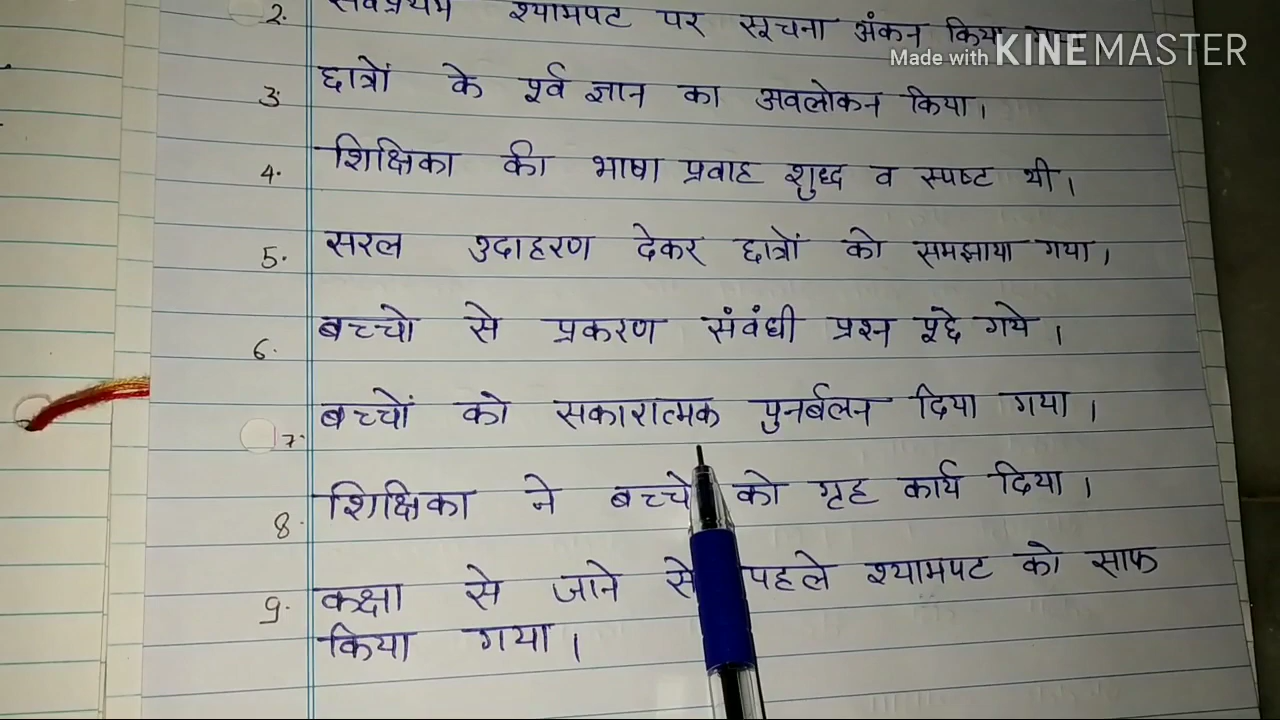 2. सर्वप्रथम श्यामपट पर सूचना अंकन किया गया
Made with KINEMASTER
3. छात्रों के पूर्व ज्ञान का अवलोकन किया।
4. शिक्षिका की भाषा प्रवाह शुद्ध व स्पष्ट थी।
5. सरल उदाहरण देकर छात्रों को समझाया गया।
6. बच्चो से प्रकरण संबंधी प्रश्न पूछे गये।
7. बच्चों को सकारात्मक पुनर्बलन दिया गया।
8. शिक्षिका ने बच्चे को गृह कार्य दिया।
9. कक्षा से जाने से पहले श्यामपट को साफ
किया गया।